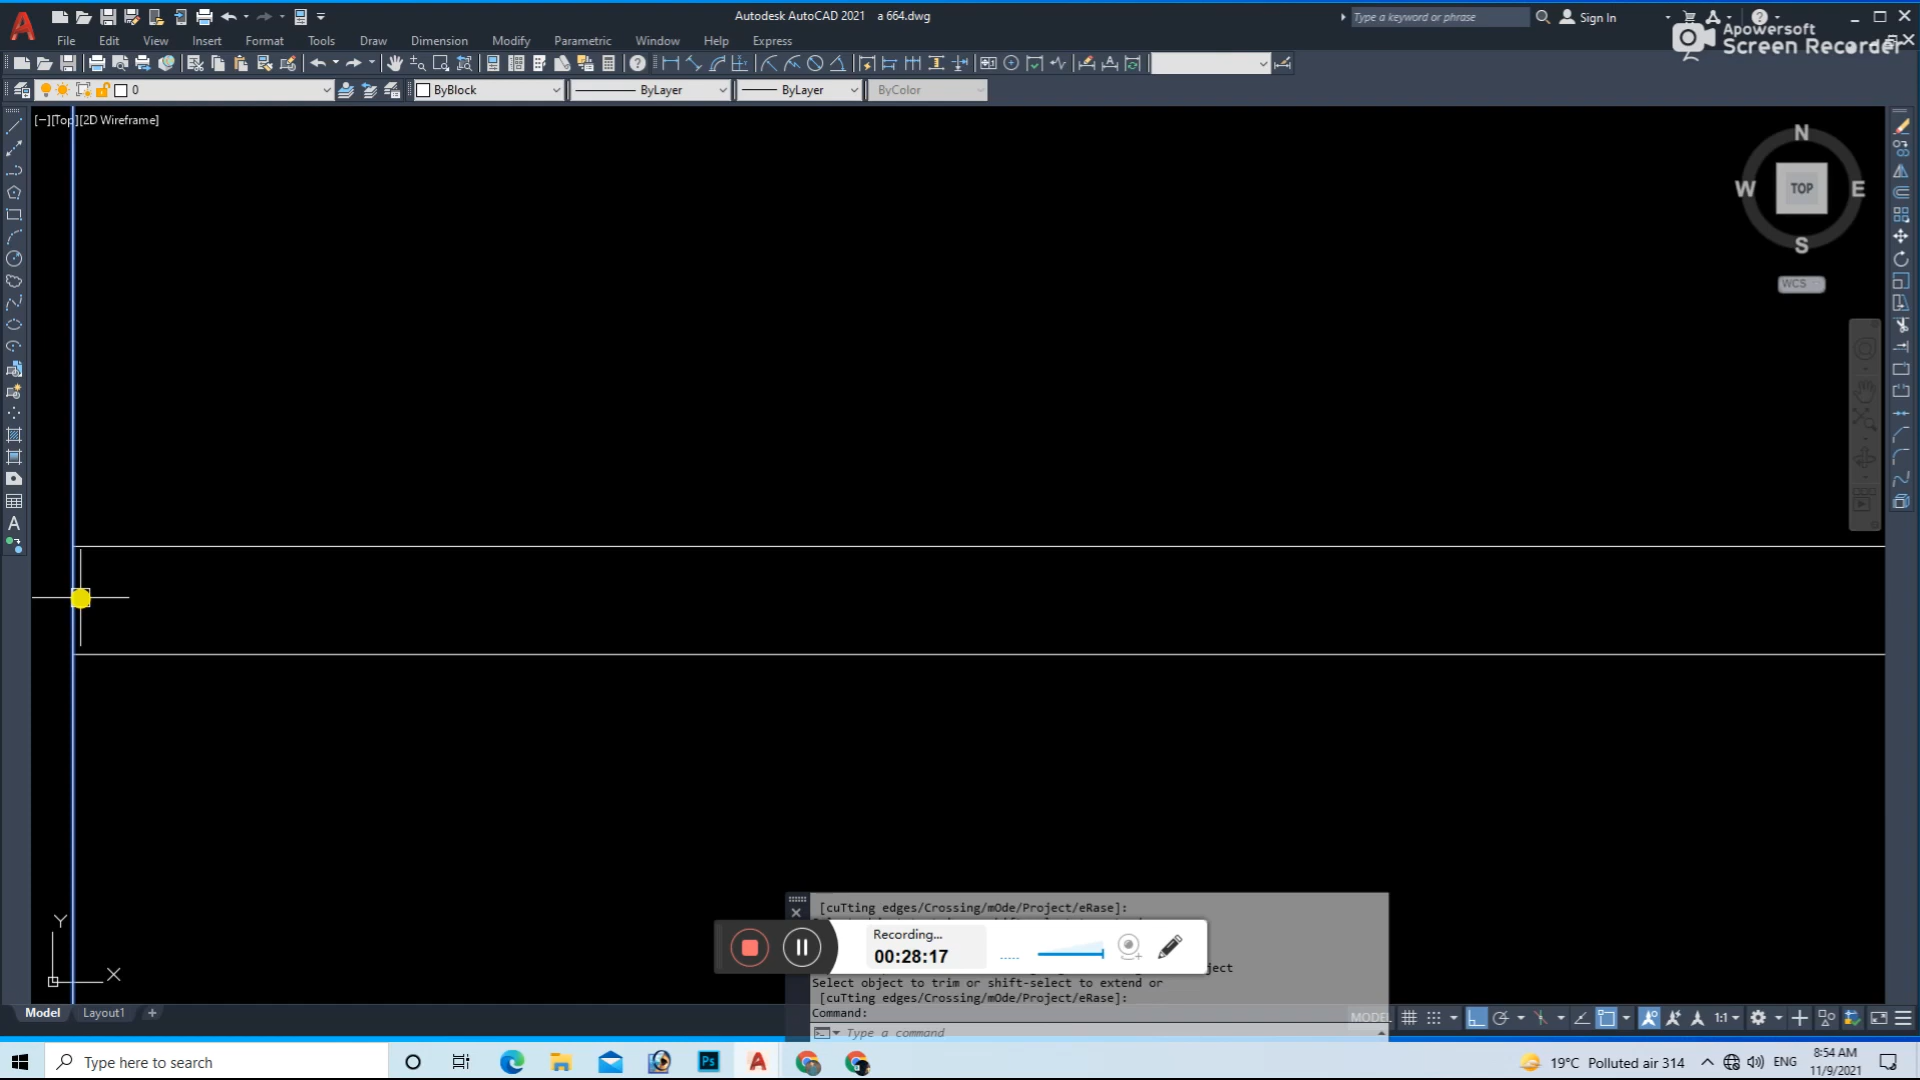 Autodesk AutoCAD 2021 a 664.dwg
Type a keyword or phrase
Sign In
File Edit View Insert Format Tools Draw Dimension Modify Parametric Window Help Express
Apowersoft
Screen Recorder
0
ByBlock
ByLayer
ByLayer
ByColor
[−][Top][2D Wireframe]
N
W
TOP
E
S
WCS
A
Y
X
[cuTting edges/Crossing/mOde/Project/eRase]:
Recording...
00:28:17
ject
Select object to trim or shift-select to extend or
[cuTting edges/Crossing/mOde/Project/eRase]:
Command:
Type a command
Model Layout1
MODEL
1:1
Type here to search
Ps
A
19°C Polluted air 314
ENG
8:54 AM
11/9/2021